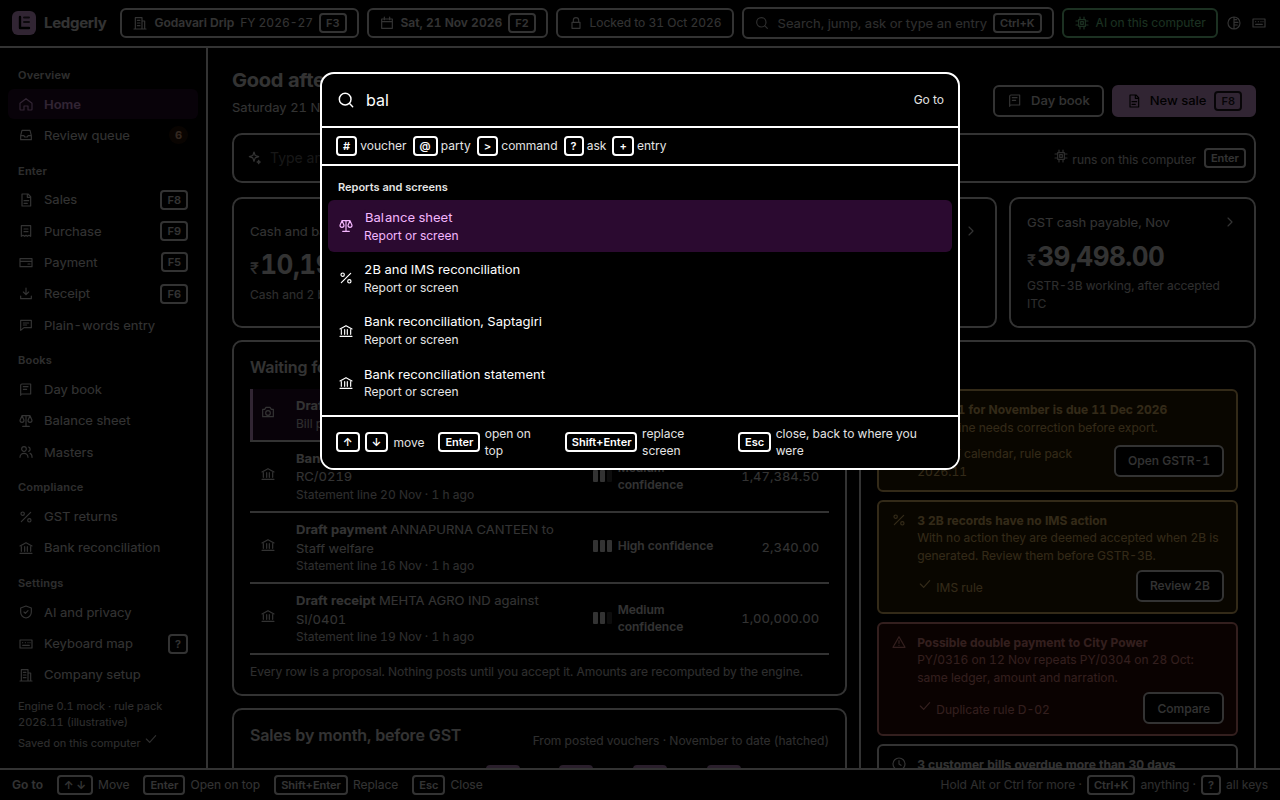 Ledgerly
Godavari Drip FY 2026-27 F3
Sat, 21 Nov 2026 F2
Locked to 31 Oct 2026
Search, jump, ask or type an entry Ctrl+K
AI on this computer
Overview
Home
Review queue 6
Enter
Sales F8
Purchase F9
Payment F5
Receipt F6
Plain-words entry
Books
Day book
Balance sheet
Masters
Compliance
GST returns
Bank reconciliation
Settings
AI and privacy
Keyboard map ?
Company setup
Engine 0.1 mock · rule pack
2026.11 (illustrative)
Saved on this computer
Good
Saturday 21
Day book
New sale F8
Type
runs on this computer Enter
Cash and
₹10,
Cash and 2
GST cash payable, Nov
₹39,498.00
GSTR-3B working, after accepted
ITC
bal
Go to
# voucher @ party > command ? ask + entry
Reports and screens
Balance sheet
Report or screen
2B and IMS reconciliation
Report or screen
Bank reconciliation, Saptagiri
Report or screen
Bank reconciliation statement
Report or screen
↑ ↓ move
Enter open on
top
Shift+Enter replace
screen
Esc close, back to where you
were
Waiting
Bill
RC/0219
Statement line 20 Nov · 1 h ago
Medium
confidence
1,47,384.50
Draft payment ANNAPURNA CANTEEN to
Staff welfare
Statement line 16 Nov · 1 h ago
High confidence
2,340.00
Draft receipt MEHTA AGRO IND against
SI/0401
Statement line 19 Nov · 1 h ago
Medium
confidence
1,00,000.00
Every row is a proposal. Nothing posts until you accept it. Amounts are recomputed by the engine.
Sales by month, before GST
From posted vouchers · November to date (hatched)
for November is due 11 Dec 2026
needs correction before export.
calendar, rule pack
2026.11
Open GSTR-1
3 2B records have no IMS action
With no action they are deemed accepted when 2B is
generated. Review them before GSTR-3B.
IMS rule
Review 2B
Possible double payment to City Power
PY/0316 on 12 Nov repeats PY/0304 on 28 Oct:
same ledger, amount and narration.
Duplicate rule D-02
Compare
3 customer bills overdue more than 30 days
Go to ↑ ↓ Move Enter Open on top Shift+Enter Replace Esc Close
Hold Alt or Ctrl for more · Ctrl+K anything · ? all keys